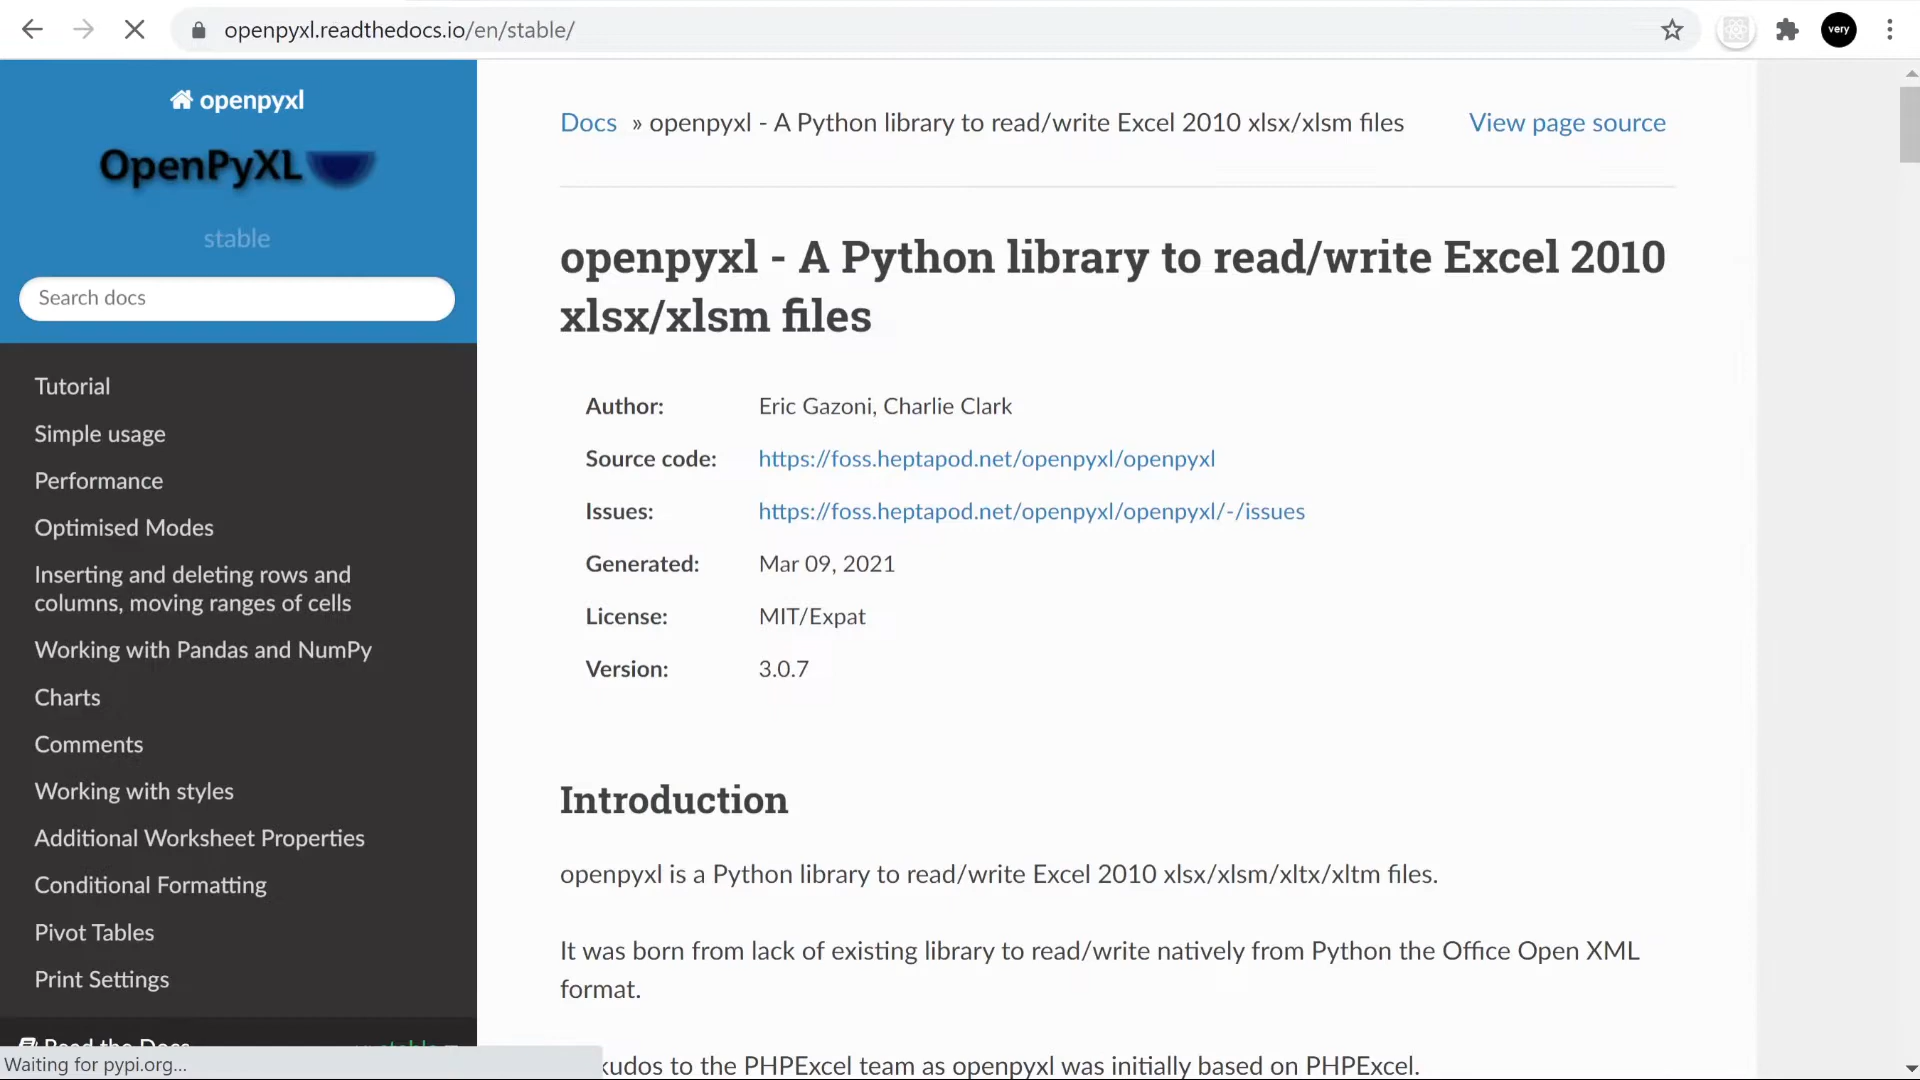 openpyxl.readthedocs.io/en/stable/
very
openpyxl
OpenPyXL
stable
Search docs
Tutorial
Simple usage
Performance
Optimised Modes
Inserting and deleting rows and
columns, moving ranges of cells
Working with Pandas and NumPy
Charts
Comments
Working with styles
Additional Worksheet Properties
Conditional Formatting
Pivot Tables
Print Settings
Read the Docs
Waiting for pypi.org...
Docs » openpyxl - A Python library to read/write Excel 2010 xlsx/xlsm files
View page source
openpyxl - A Python library to read/write Excel 2010
xlsx/xlsm files
Author: Eric Gazoni, Charlie Clark
Source code: https://foss.heptapod.net/openpyxl/openpyxl
Issues: https://foss.heptapod.net/openpyxl/openpyxl/-/issues
Generated: Mar 09, 2021
License: MIT/Expat
Version: 3.0.7
Introduction
openpyxl is a Python library to read/write Excel 2010 xlsx/xlsm/xltx/xltm files.
It was born from lack of existing library to read/write natively from Python the Office Open XML
format.
kudos to the PHPExcel team as openpyxl was initially based on PHPExcel.